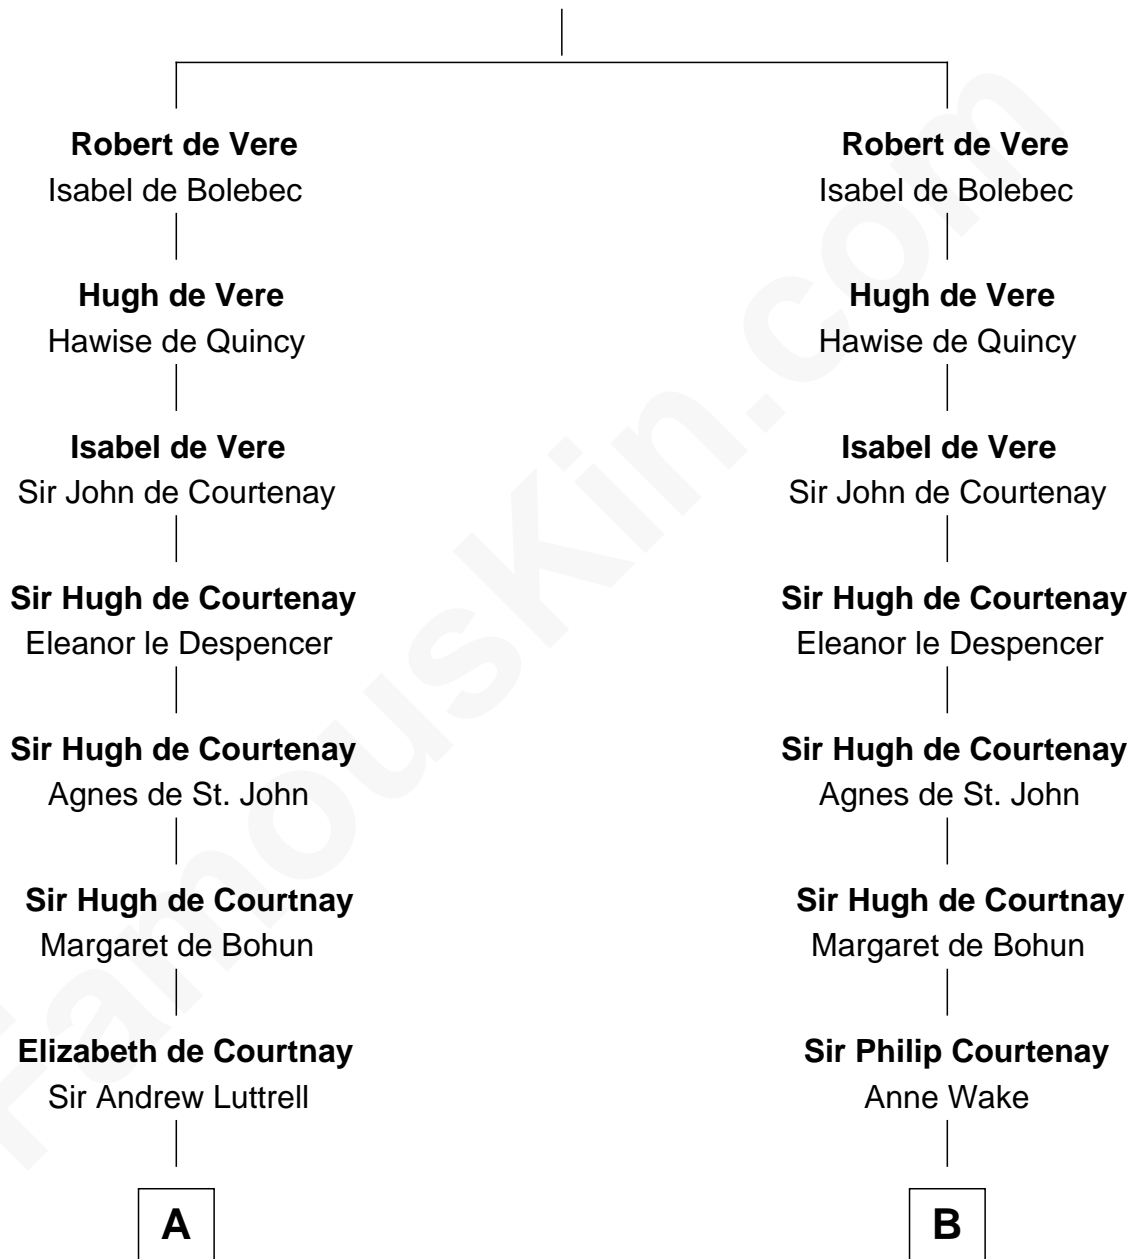 Robert de Vere
Isabel de Bolebec
Hugh de Vere
Hawise de Quincy
Isabel de Vere
Sir John de Courtenay
Sir Hugh de Courtenay
Eleanor le Despencer
Sir Hugh de Courtenay
Agnes de St. John
Sir Hugh de Courtnay
Margaret de Bohun
Elizabeth de Courtnay
Sir Andrew Luttrell
A
Robert de Vere
Isabel de Bolebec
Hugh de Vere
Hawise de Quincy
Isabel de Vere
Sir John de Courtenay
Sir Hugh de Courtenay
Eleanor le Despencer
Sir Hugh de Courtenay
Agnes de St. John
Sir Hugh de Courtnay
Margaret de Bohun
Sir Philip Courtenay
Anne Wake
B
FamousKin.com